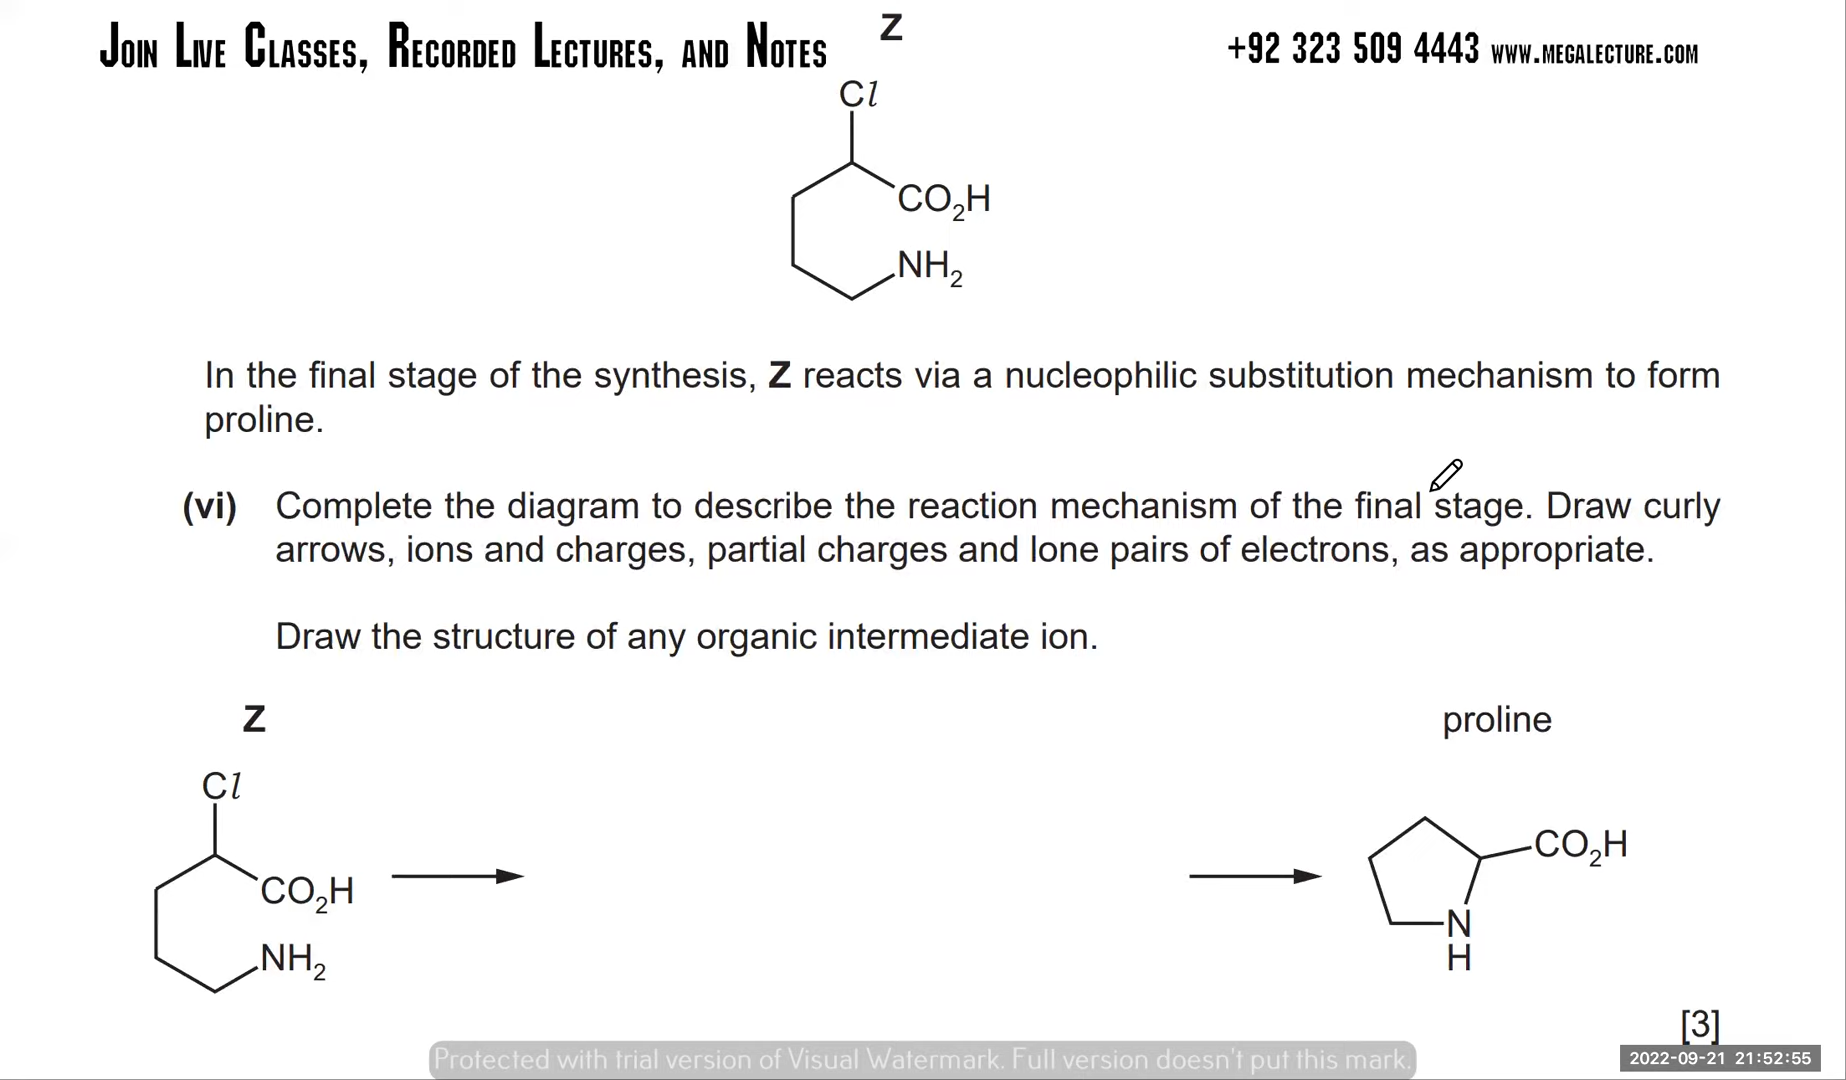 Z
JOIN LIVE CLASSES, RECORDED LECTURES, AND NOTES
+92 323 509 4443 WWW.MEGALECTURE.COM
Cl
CO₂H
NH₂
In the final stage of the synthesis, Z reacts via a nucleophilic substitution mechanism to form
proline.
(vi) Complete the diagram to describe the reaction mechanism of the final stage. Draw curly
arrows, ions and charges, partial charges and lone pairs of electrons, as appropriate.
Draw the structure of any organic intermediate ion.
Z
proline
Cl
CO₂H
CO₂H
NH₂
N
H
[3]
Protected with trial version of Visual Watermark. Full version doesn't put this mark.
2022-09-21 21:52:55